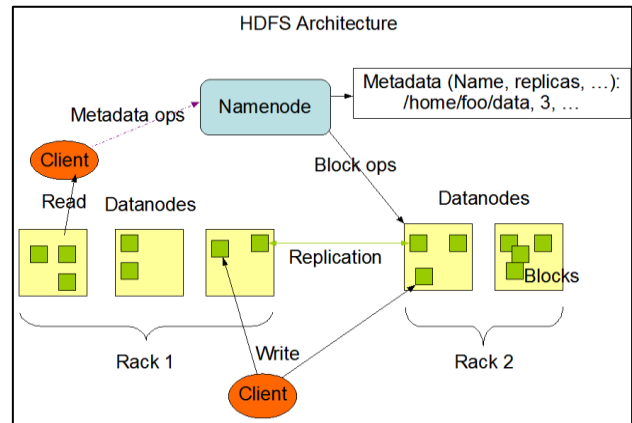 HDFS Architecture
Metadata (Name, replicas, …):
/home/foo/data, 3, …
Namenode
Metadata ops
Client
Block ops
Read
Datanodes
Datanodes
Replication
Blocks
Rack 1
Write
Rack 2
Client